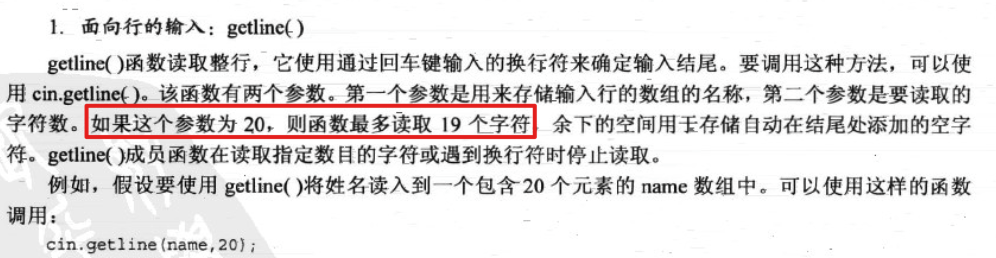 1. 面向行的输入：getline()
getline()函数读取整行，它使用通过回车键输入的换行符来确定输入结尾。要调用这种方法，可以使
用 cin.getline()。该函数有两个参数。第一个参数是用来存储输入行的数组的名称，第二个参数是要读取的
字符数。如果这个参数为 20，则函数最多读取 19 个字符，余下的空间用于存储自动在结尾处添加的空字
符。getline()成员函数在读取指定数目的字符或遇到换行符时停止读取。
例如，假设要使用 getline()将姓名读入到一个包含 20 个元素的 name 数组中。可以使用这样的函数
调用：
cin.getline(name,20);